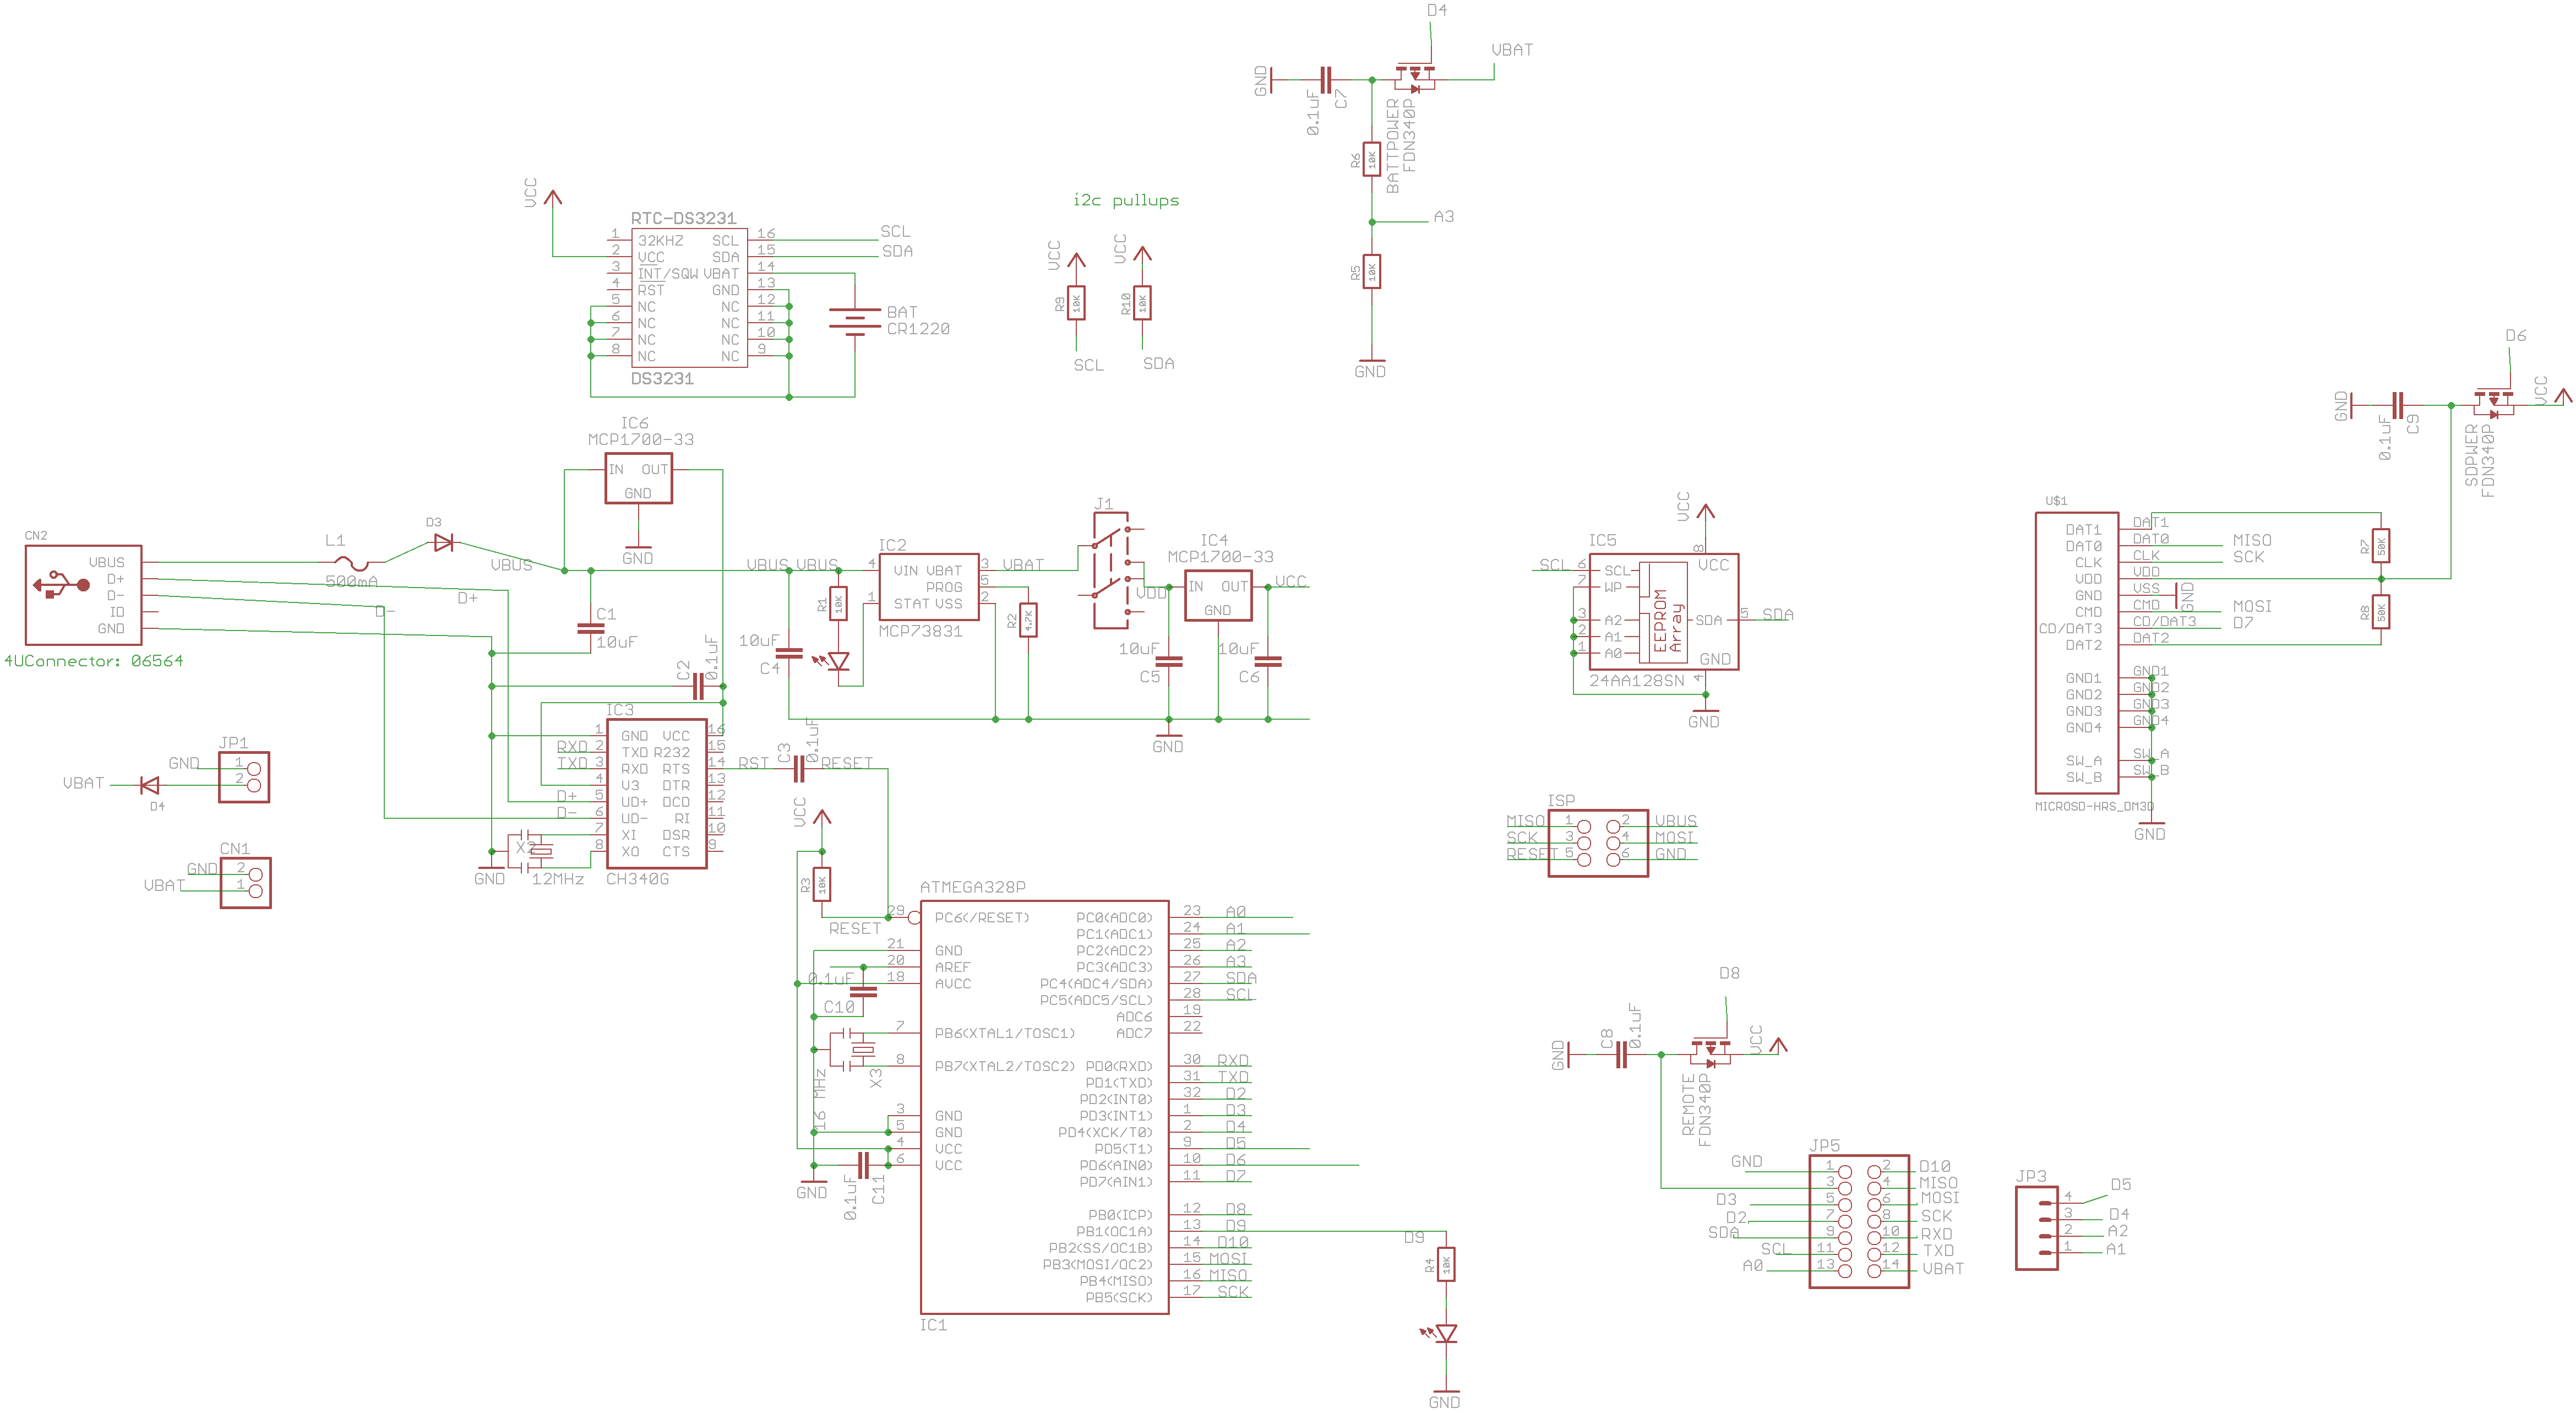 D4
VBAT
GND
0.1uF
C7
BATTPOWER
FDN340P
R6
10K
A3
R5
10K
GND
VCC
RTC-DS3231
1 32KHZ SCL 16 SCL
2 VCC SDA 15 SDA
3 INT/SQW VBAT 14
4 RST GND 13
5 NC NC 12
6 NC NC 11
7 NC NC 10
8 NC NC 9
DS3231
BAT
CR1220
i2c pullups
VCC
R9
10K
SCL
VCC
R10
10K
SDA
D6
VCC
GND
0.1uF
C9
SDPWER
FDN340P
IC6
MCP1700-33
IN OUT
GND
GND
CN2
VBUS
D+
D-
ID
GND
4UConnector: 06564
L1
500mA
D3
VBUS
D+
D-
C1
10uF
C2
0.1uF
VBUS VBUS
10uF
C4
R1
10K
IC2
4 VIN VBAT 3 VBAT
PROG 5
1 STAT VSS 2
MCP73831
R2
4.7K
J1
VDD
IC4
MCP1700-33
IN OUT
GND
VCC
10uF
C5
10uF
C6
GND
VCC
IC5
8
VCC
SCL 6 SCL
7 WP
3 A2
2 A1
1 A0
EEPROM
Array
SDA 5 SDA
GND
4
24AA128SN
GND
U$1
DAT1 DAT1
DAT0 DAT0 MISO
CLK CLK SCK
VDD VDD
GND VSS GND
CMD CMD MOSI
CD/DAT3 CD/DAT3 D7
DAT2 DAT2
GND1 GND1
GND2 GND2
GND3 GND3
GND4 GND4
SW_A SW_A
SW_B SW_B
MICROSD-HRS_DM3D
GND
R7
50K
R8
50K
JP1
GND 1
VBAT 2
D4
CN1
GND 2
VBAT 1
IC3
1 GND VCC 16
RXD 2 TXD R232 15
TXD 3 RXD RTS 14 RST
4 V3 DTR 13
D+ 5 UD+ DCD 12
D- 6 UD- RI 11
7 XI DSR 10
8 XO CTS 9
CH340G
X2
12MHz
GND
C3
0.1uF
RESET
VCC
R3
10K
RESET
ISP
MISO 1 2 VBUS
SCK 3 4 MOSI
RESET 5 6 GND
ATMEGA328P
29 PC6(/RESET) PC0(ADC0) 23 A0
PC1(ADC1) 24 A1
21 GND PC2(ADC2) 25 A2
20 AREF PC3(ADC3) 26 A3
18 AVCC PC4(ADC4/SDA) 27 SDA
PC5(ADC5/SCL) 28 SCL
ADC6 19
7 PB6(XTAL1/TOSC1) ADC7 22
8 PB7(XTAL2/TOSC2) PD0(RXD) 30 RXD
PD1(TXD) 31 TXD
PD2(INT0) 32 D2
3 GND PD3(INT1) 1 D3
5 GND PD4(XCK/T0) 2 D4
4 VCC PD5(T1) 9 D5
6 VCC PD6(AIN0) 10 D6
PD7(AIN1) 11 D7
PB0(ICP) 12 D8
PB1(OC1A) 13 D9
PB2(SS/OC1B) 14 D10
PB3(MOSI/OC2) 15 MOSI
PB4(MISO) 16 MISO
PB5(SCK) 17 SCK
IC1
0.1uF
C10
16 MHz
X3
GND
0.1uF
C11
D9
R4
10K
GND
D8
VCC
GND
C8
0.1uF
REMOTE
FDN340P
JP5
GND 1 2 D10
3 4 MISO
D3 5 6 MOSI
D2 7 8 SCK
SDA 9 10 RXD
SCL 11 12 TXD
A0 13 14 VBAT
JP3
4 D5
3 D4
2 A2
1 A1